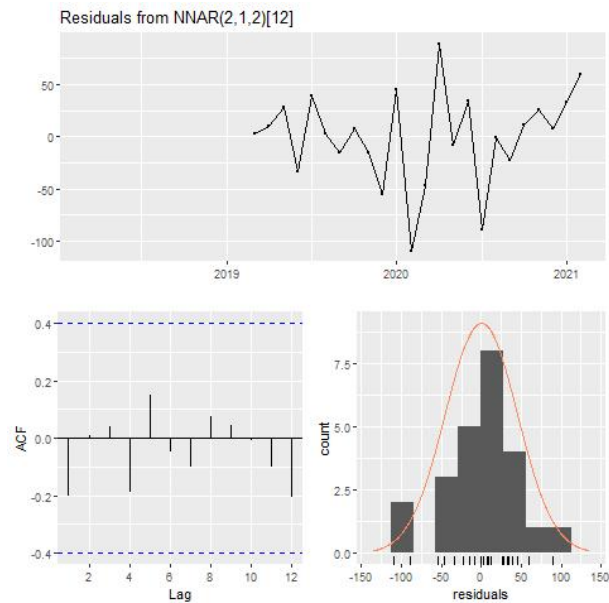 Residuals from NNAR(2,1,2)[12]
50-
0-
-50-
-100-
2019
2020
2021
0.4-
0.2-
0.0-
-0.2-
-0.4-
ACF
2 4 6 8 10 12
Lag
7.5-
5.0-
2.5-
0.0-
count
-150 -100 -50 0 50 100 150
residuals